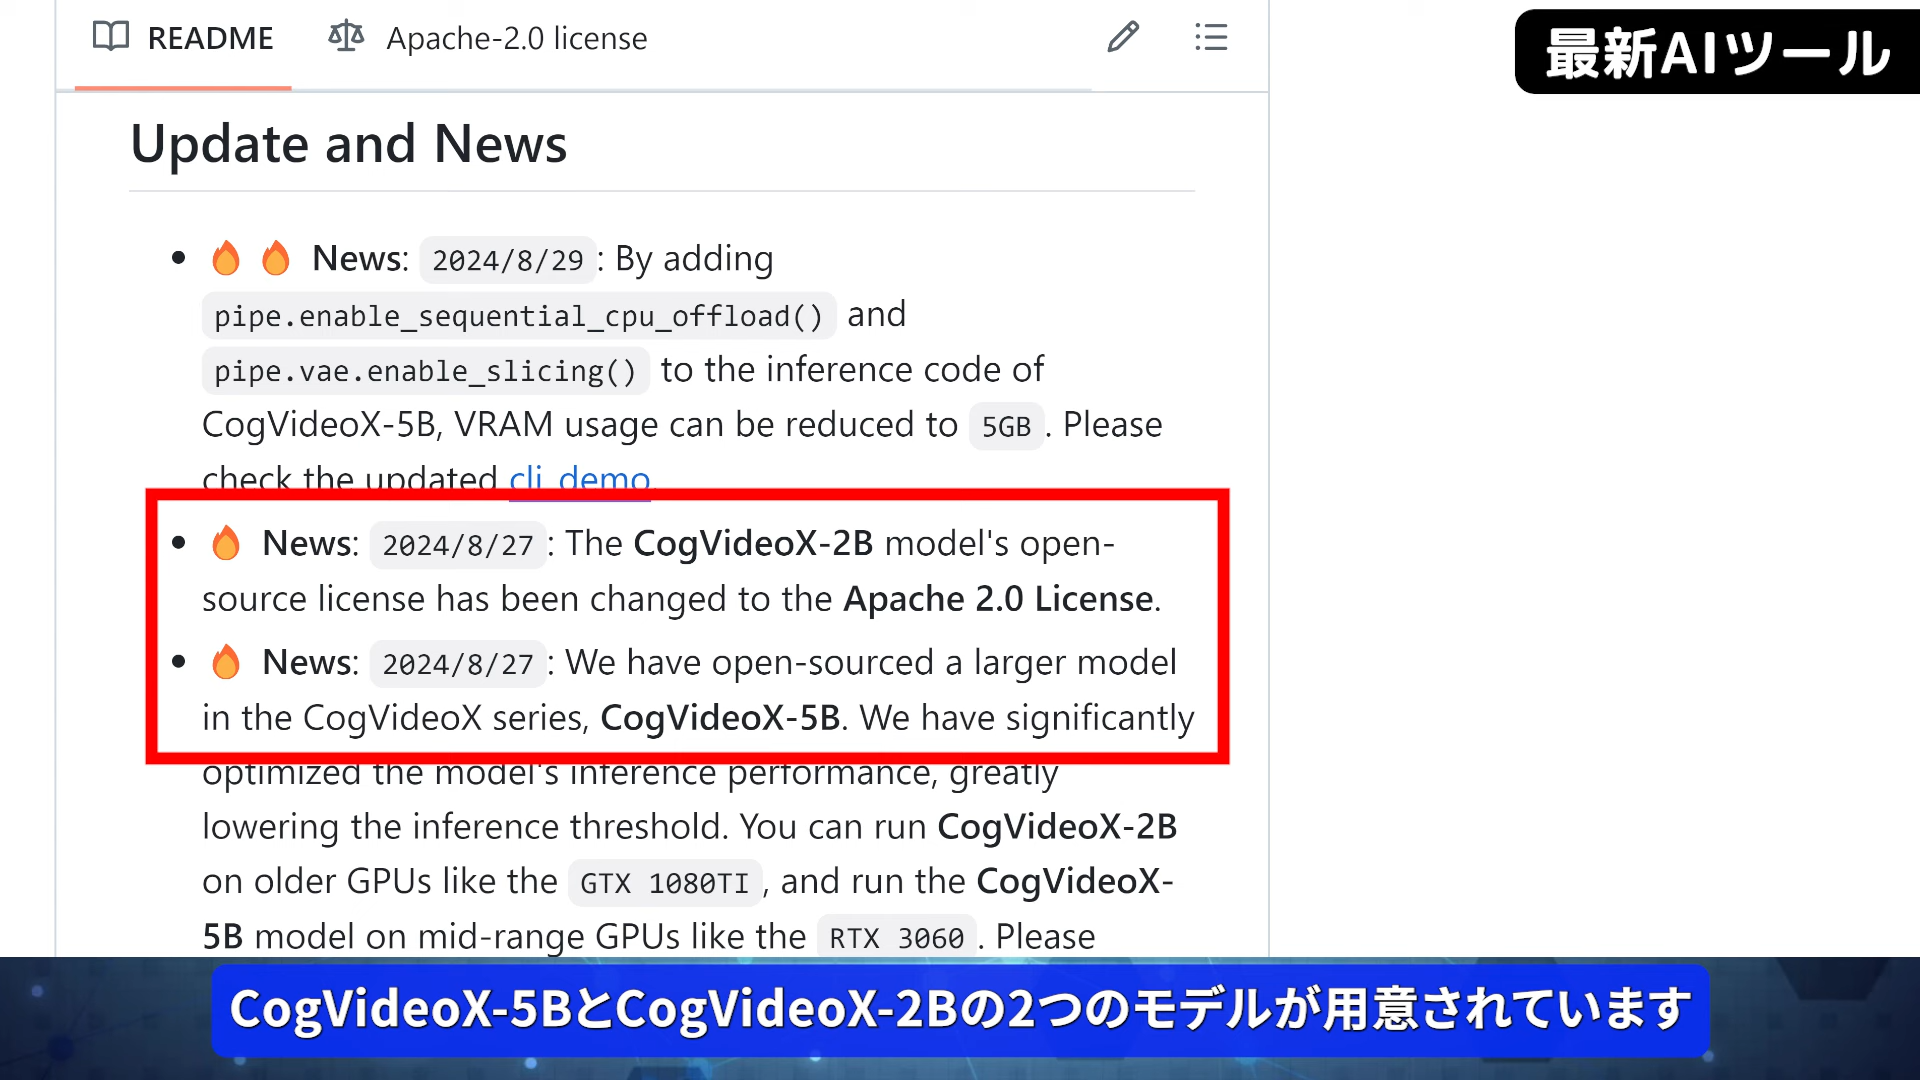 README
Apache-2.0 license
最新AIツール
Update and News
News: 2024/8/29 : By adding
pipe.enable_sequential_cpu_offload() and
pipe.vae.enable_slicing() to the inference code of
CogVideoX-5B, VRAM usage can be reduced to 5GB . Please
check the updated cli_demo.
News: 2024/8/27 : The CogVideoX-2B model's open-
source license has been changed to the Apache 2.0 License.
News: 2024/8/27 : We have open-sourced a larger model
in the CogVideoX series, CogVideoX-5B. We have significantly
optimized the model's inference performance, greatly
lowering the inference threshold. You can run CogVideoX-2B
on older GPUs like the GTX 1080TI , and run the CogVideoX-
5B model on mid-range GPUs like the RTX 3060 . Please
CogVideoX-5BとCogVideoX-2Bの2つのモデルが用意されています